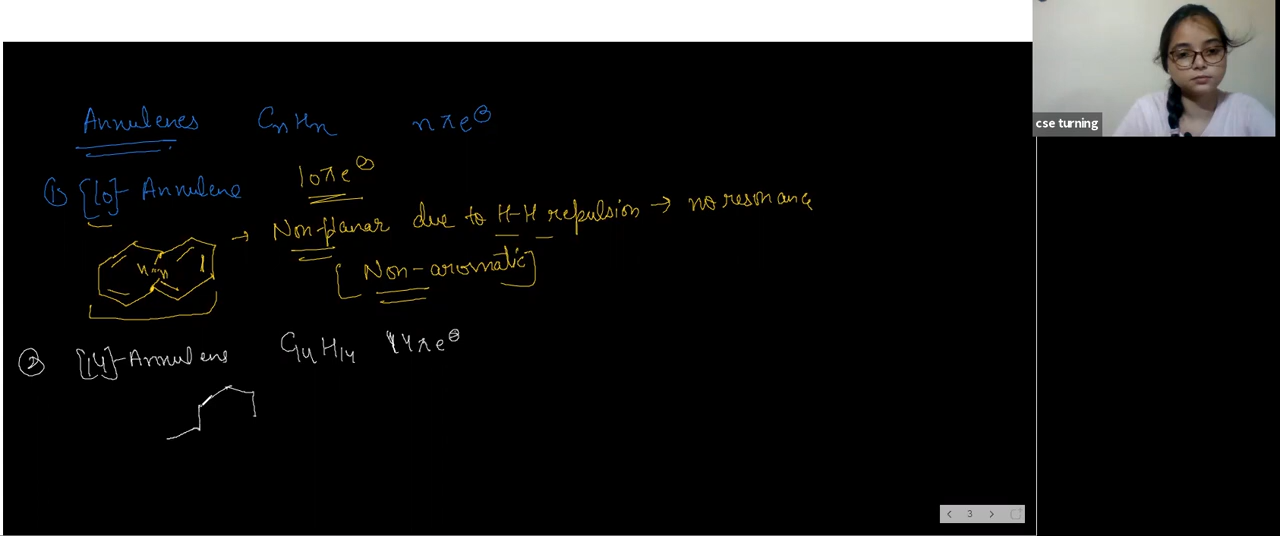 Annulenes CnHn nπe⊖
① [10]-Annulene 10πe⊖
→ Non-planar due to H-H repulsion → no resonance
[Non-aromatic]
② [14]-Annulene C14H14 14πe⊖
cse turning
3